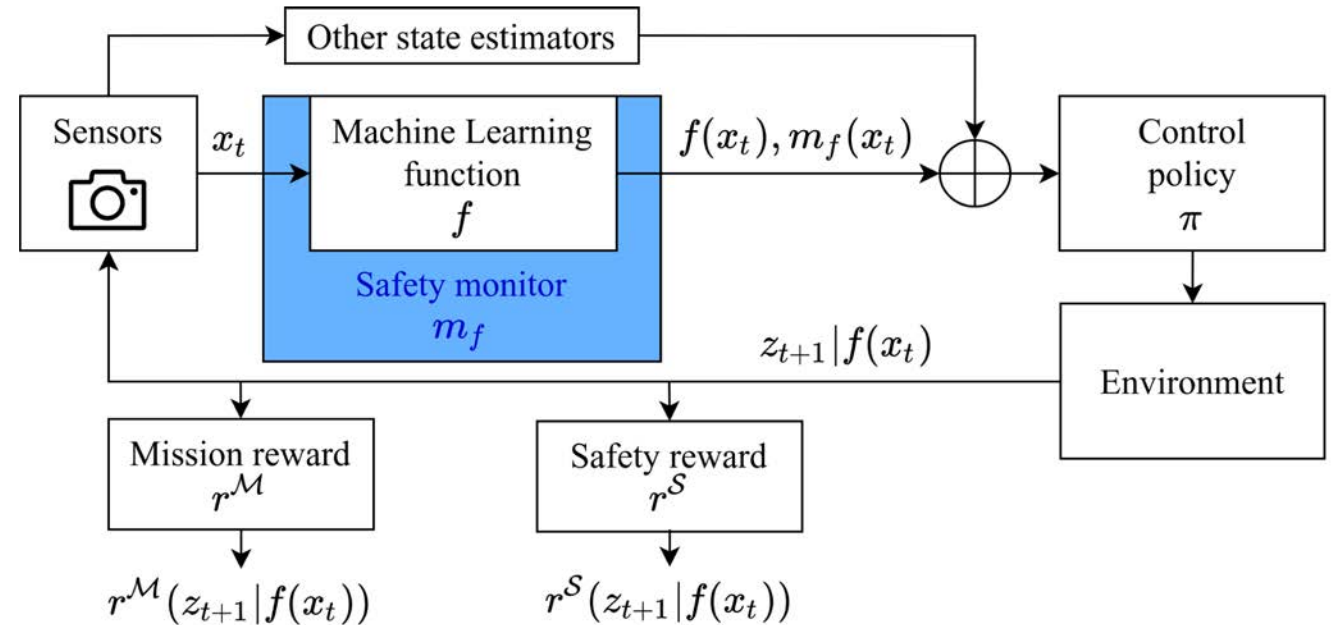 Other state estimators
Sensors
x_t
Machine Learning
function
f
Safety monitor
m_f
f(x_t), m_f(x_t)
Control
policy
π
z_{t+1}|f(x_t)
Environment
Mission reward
r^ℳ
Safety reward
r^𝒮
r^ℳ(z_{t+1}|f(x_t))
r^𝒮(z_{t+1}|f(x_t))